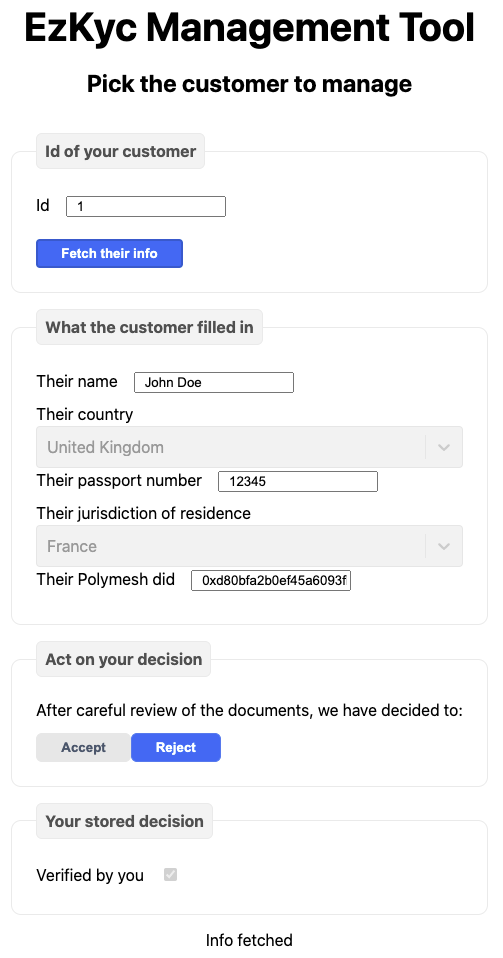 EzKyc Management Tool
Pick the customer to manage
Id of your customer
Id 1
Fetch their info
What the customer filled in
Their name John Doe
Their country
United Kingdom
Their passport number 12345
Their jurisdiction of residence
France
Their Polymesh did 0xd80bfa2b0ef45a6093f
Act on your decision
After careful review of the documents, we have decided to:
Accept Reject
Your stored decision
Verified by you
Info fetched